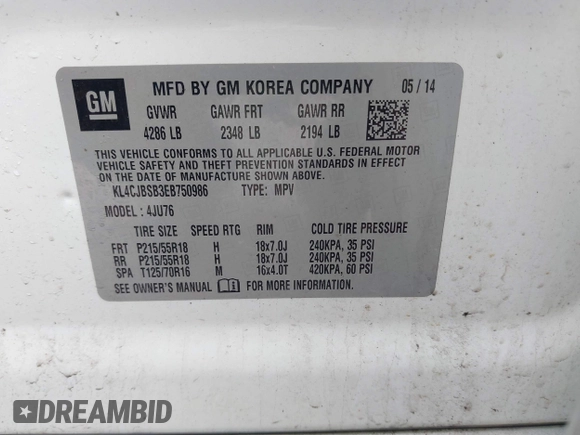 GM
MFD BY GM KOREA COMPANY 05/14
GVWR GAWR FRT GAWR RR
4286 LB 2348 LB 2194 LB
THIS VEHICLE CONFORMS TO ALL APPLICABLE U.S. FEDERAL MOTOR
VEHICLE SAFETY AND THEFT PREVENTION STANDARDS IN EFFECT
ON THE DATE OF MANUFACTURE SHOWN ABOVE.
KL4CJBSB3EB750986 TYPE: MPV
MODEL: 4JU76
TIRE SIZE SPEED RTG RIM COLD TIRE PRESSURE
FRT P215/55R18 H 18x7.0J 240KPA, 35 PSI
RR P215/55R18 H 18x7.0J 240KPA, 35 PSI
SPA T125/70R16 M 16x4.0T 420KPA, 60 PSI
SEE OWNER'S MANUAL FOR MORE INFORMATION.
DREAMBID